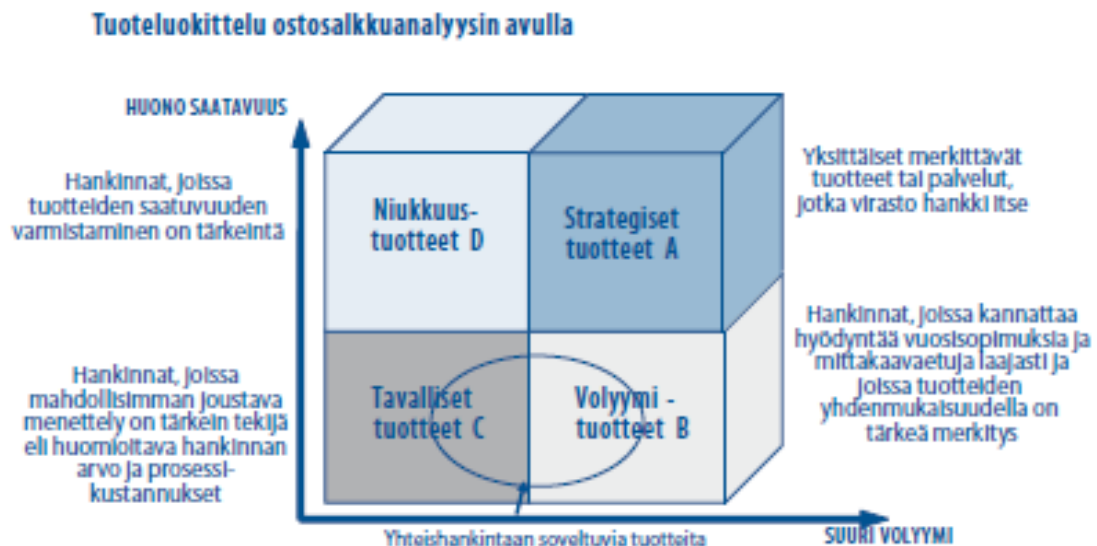 Tuoteluokittelu ostosalkkuanalyysin avulla
HUONO SAATAVUUS
Hankinnat, joissa
tuotteiden saatuvuuden
varmistaminen on tärkeintä
Niukkuus-
tuotteet D
Strategiset
tuotteet A
Yksittäiset merkittävät
tuotteet tai palvelut,
jotka virasto hankki itse
Hankinnat, joissa
mahdollisimman joustava
menettely on tärkein tekijä
eli huomioitava hankinnan
arvo ja prosessi-
kustannukset
Tavalliset
tuotteet C
Volyymi -
tuotteet B
Hankinnat, joissa kannattaa
hyödyntää vuosisopimuksia ja
mittakaavaetuja laajasti ja
joissa tuotteiden
yhdenmukaisuudella on
tärkeä merkitys
Yhteishankintaan soveltuvia tuotteita
SUURI VOLYYMI